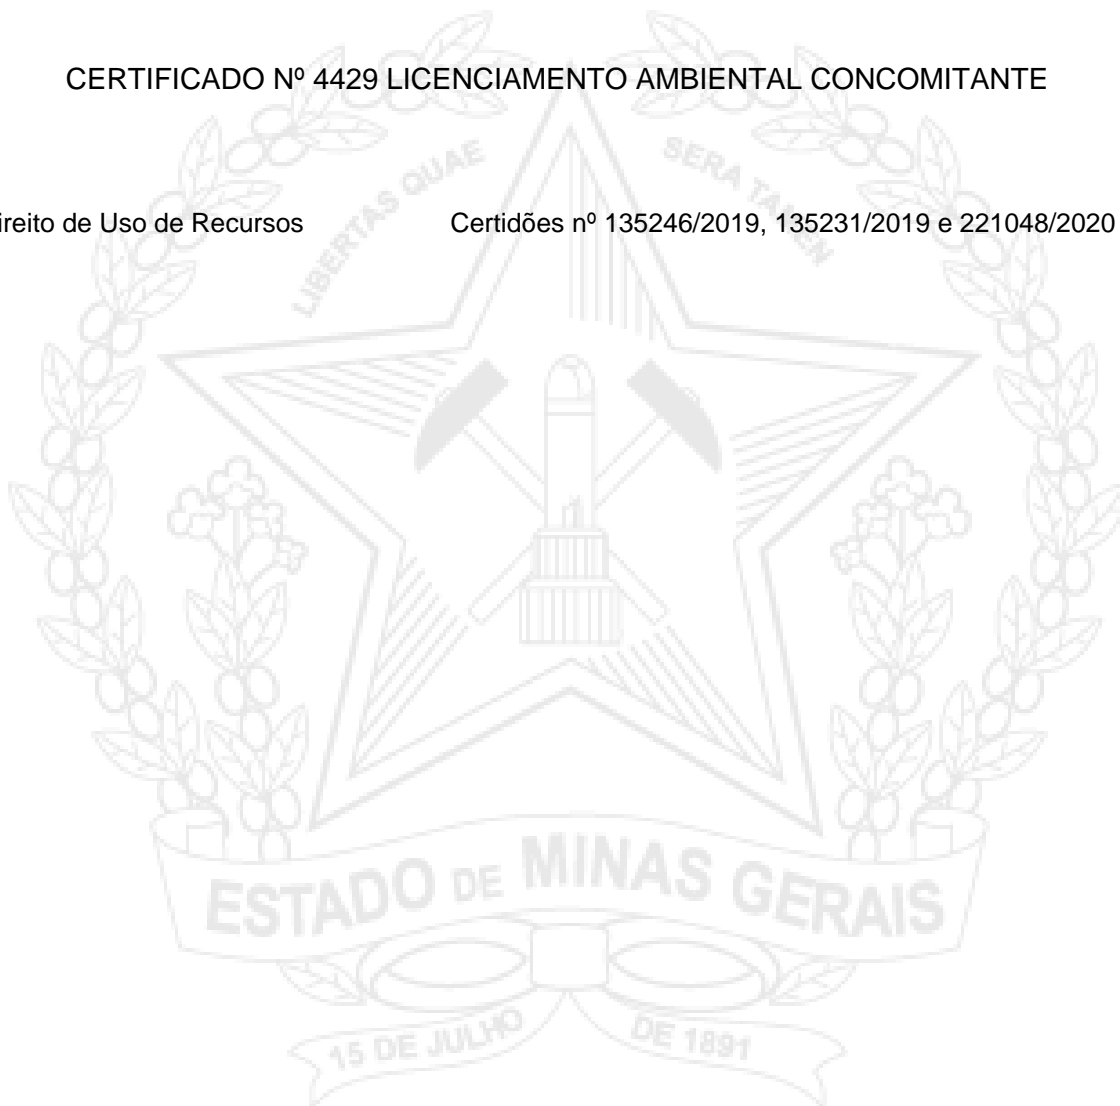 CERTIFICADO Nº 4429 LICENCIAMENTO AMBIENTAL CONCOMITANTE
LIBERTAS QUAE SERA TAMEN
ireito de Uso de Recursos Certidões nº 135246/2019, 135231/2019 e 221048/2020
ESTADO DE MINAS GERAIS
15 DE JULHO DE 1891